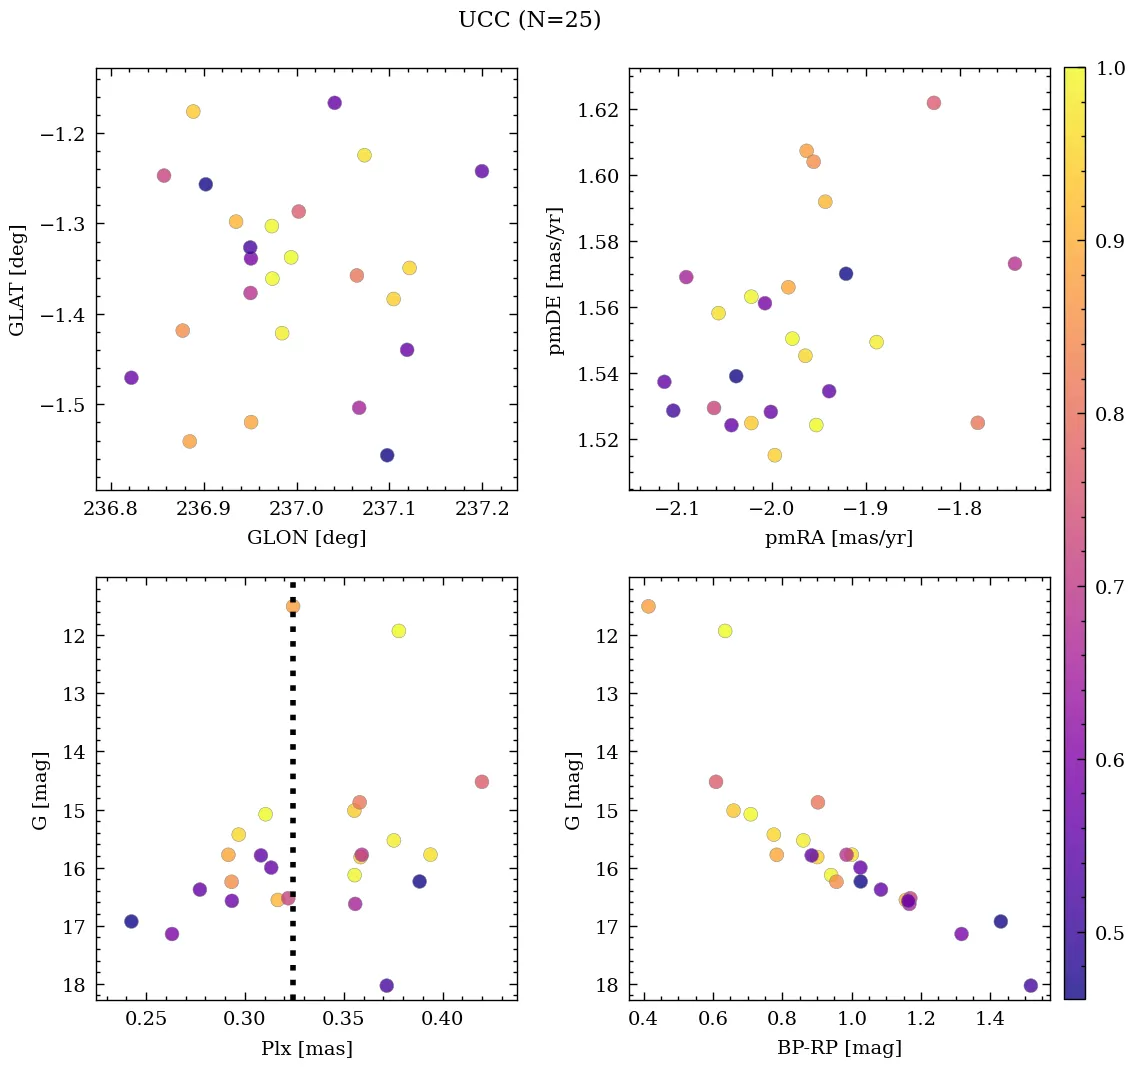 UCC (N=25)
GLAT [deg]
−1.2
−1.3
−1.4
−1.5
236.8 236.9 237.0 237.1 237.2
GLON [deg]
pmDE [mas/yr]
1.62
1.60
1.58
1.56
1.54
1.52
−2.1 −2.0 −1.9 −1.8
pmRA [mas/yr]
1.0
0.9
0.8
0.7
0.6
0.5
G [mag]
12
13
14
15
16
17
18
0.25 0.30 0.35 0.40
Plx [mas]
G [mag]
12
13
14
15
16
17
18
0.4 0.6 0.8 1.0 1.2 1.4
BP-RP [mag]